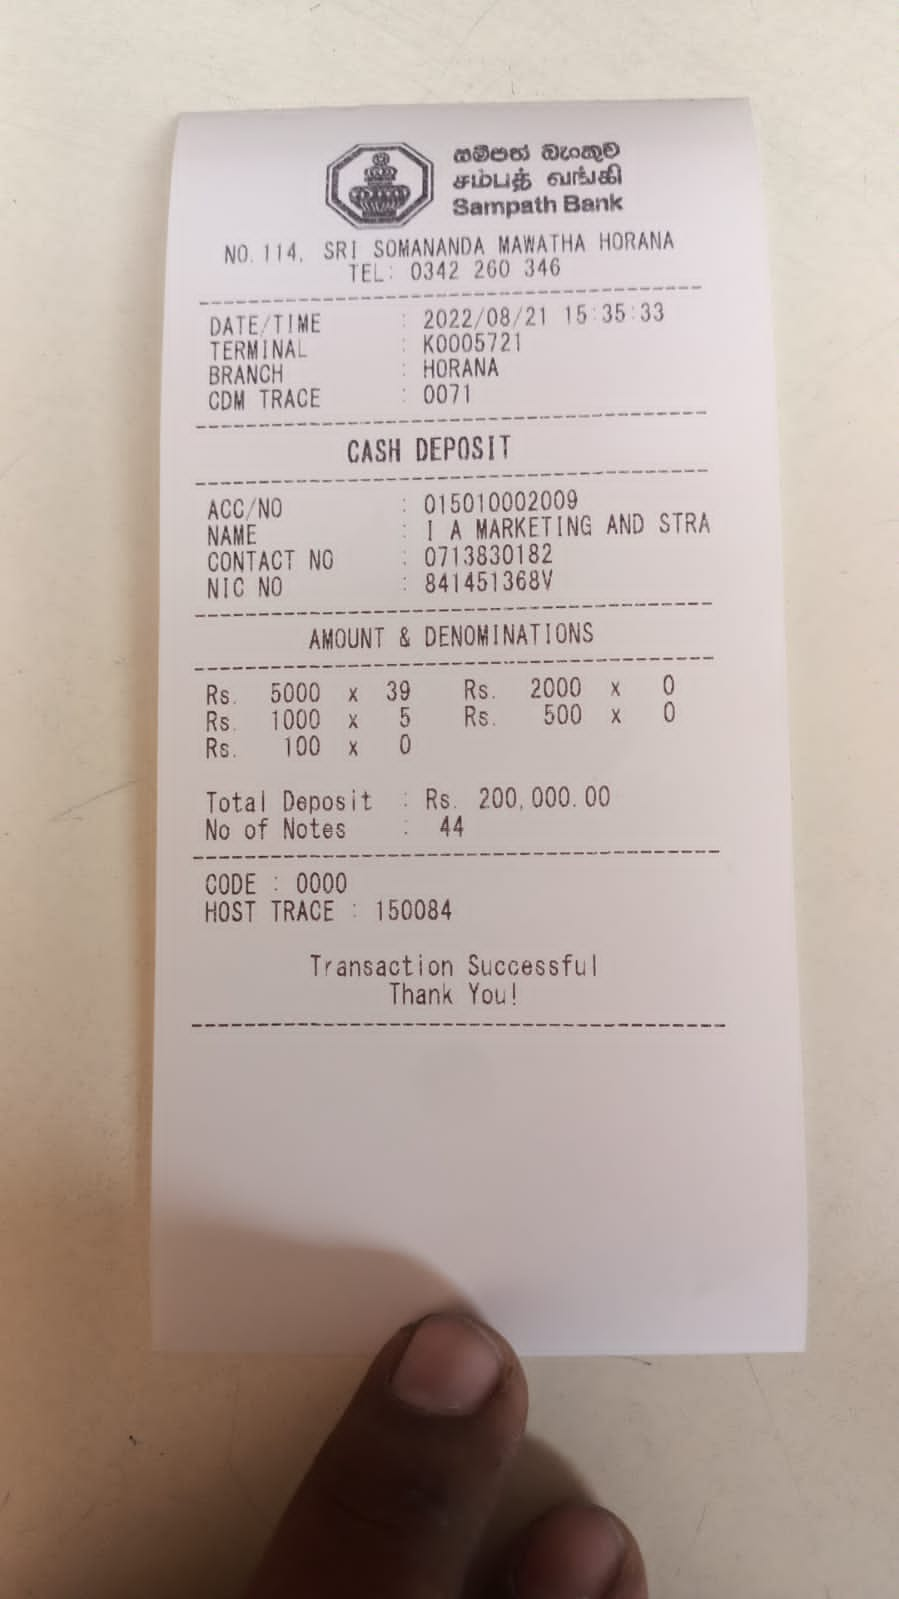 සම්පත් බැංකුව
சம்பத் வங்கி
Sampath Bank
NO.114, SRI SOMANANDA MAWATHA HORANA
TEL: 0342 260 346
DATE/TIME : 2022/08/21 15:35:33
TERMINAL : K0005721
BRANCH : HORANA
CDM TRACE : 0071
CASH DEPOSIT
ACC/NO : 015010002009
NAME : I A MARKETING AND STRA
CONTACT NO : 0713830182
NIC NO : 841451368V
AMOUNT & DENOMINATIONS
Rs. 5000 x 39 Rs. 2000 x 0
Rs. 1000 x 5 Rs. 500 x 0
Rs. 100 x 0
Total Deposit : Rs. 200,000.00
No of Notes : 44
CODE : 0000
HOST TRACE : 150084
Transaction Successful
Thank You!